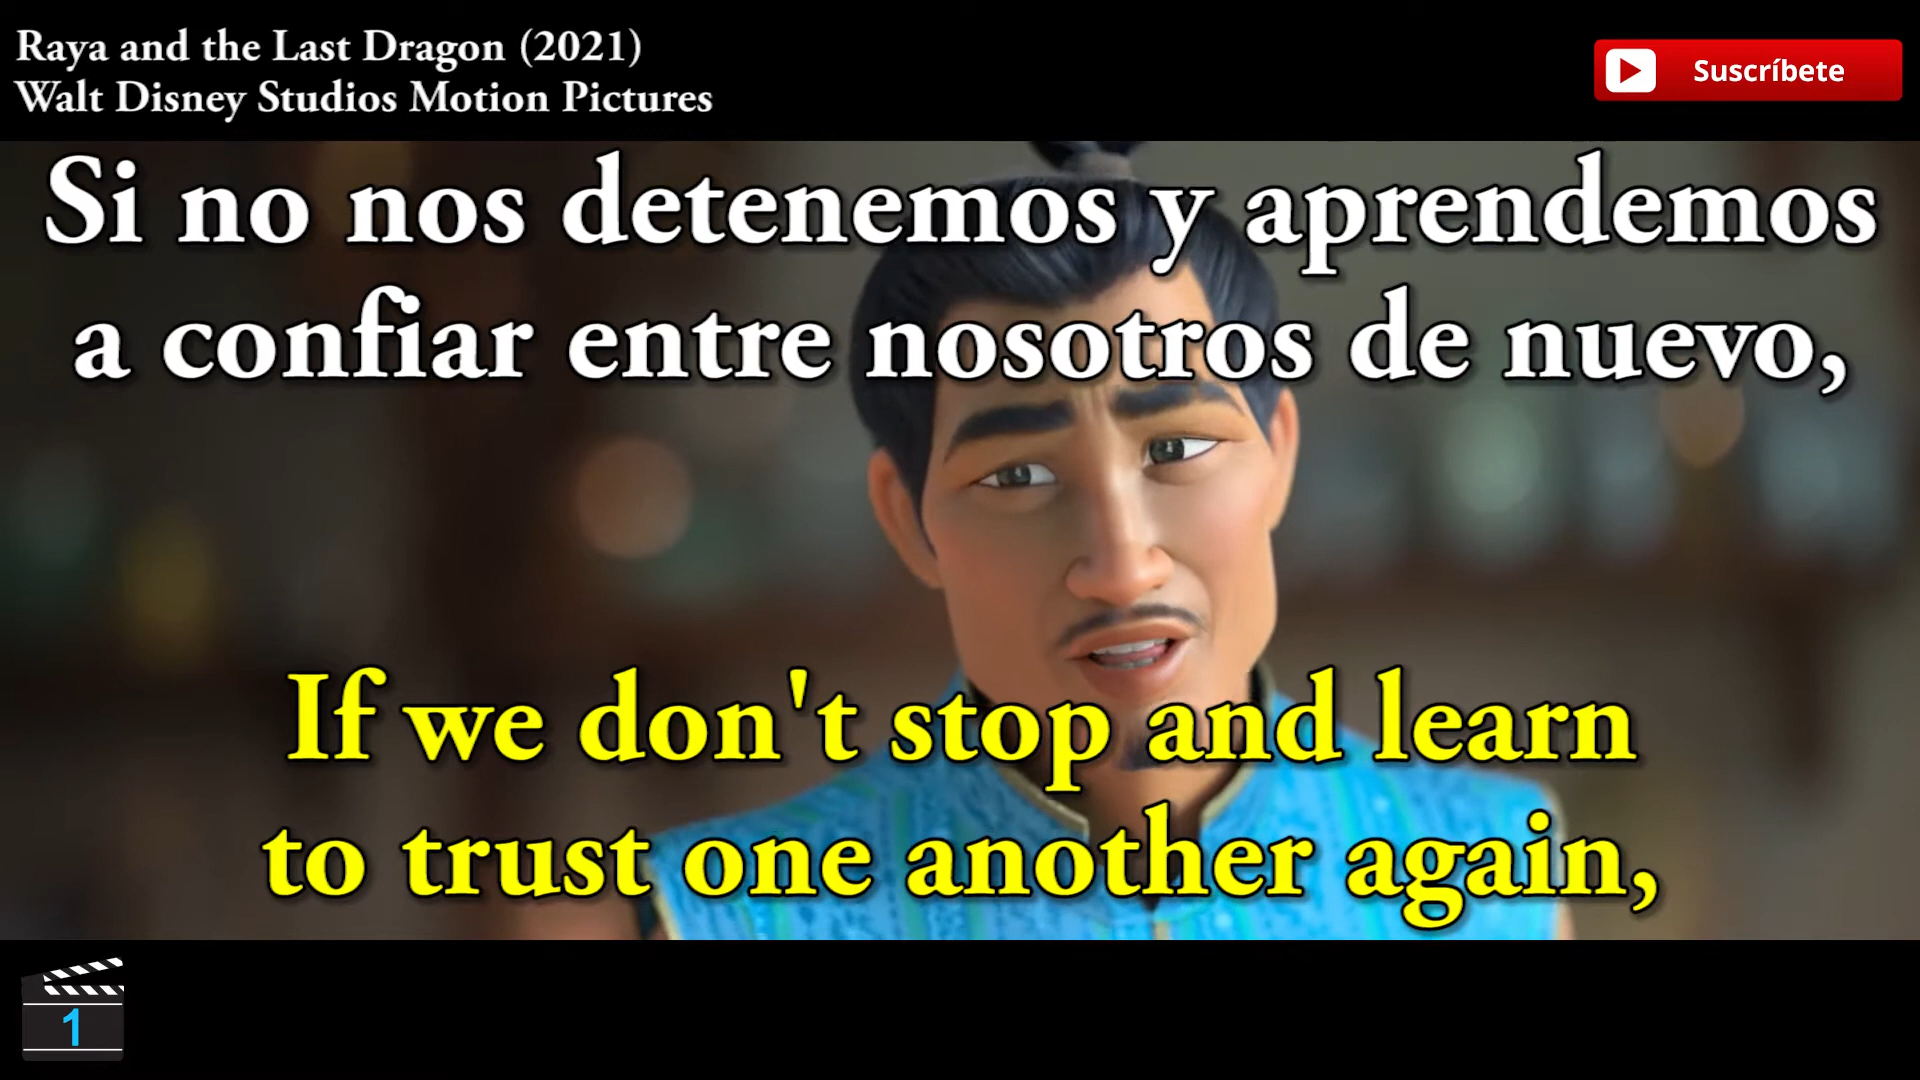 Raya and the Last Dragon (2021)
Walt Disney Studios Motion Pictures
Suscríbete
Si no nos detenemos y aprendemos
a confiar entre nosotros de nuevo,
If we don't stop and learn
to trust one another again,
1